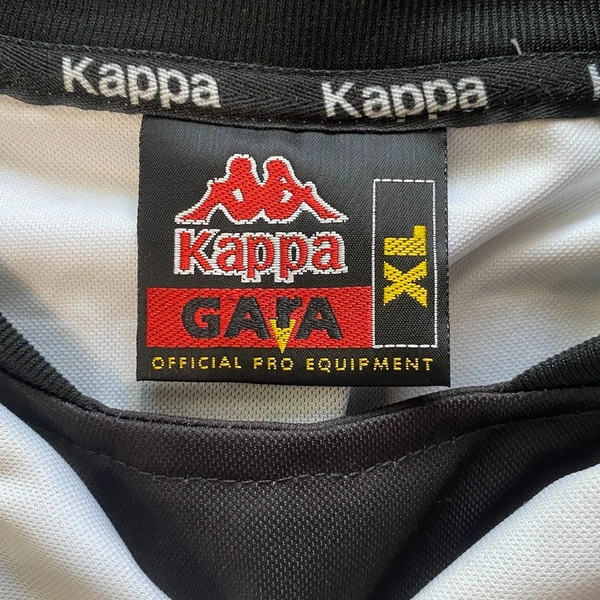 Kappa Kappa K
Kappa
GArA
XL
OFFICIAL PRO EQUIPMENT